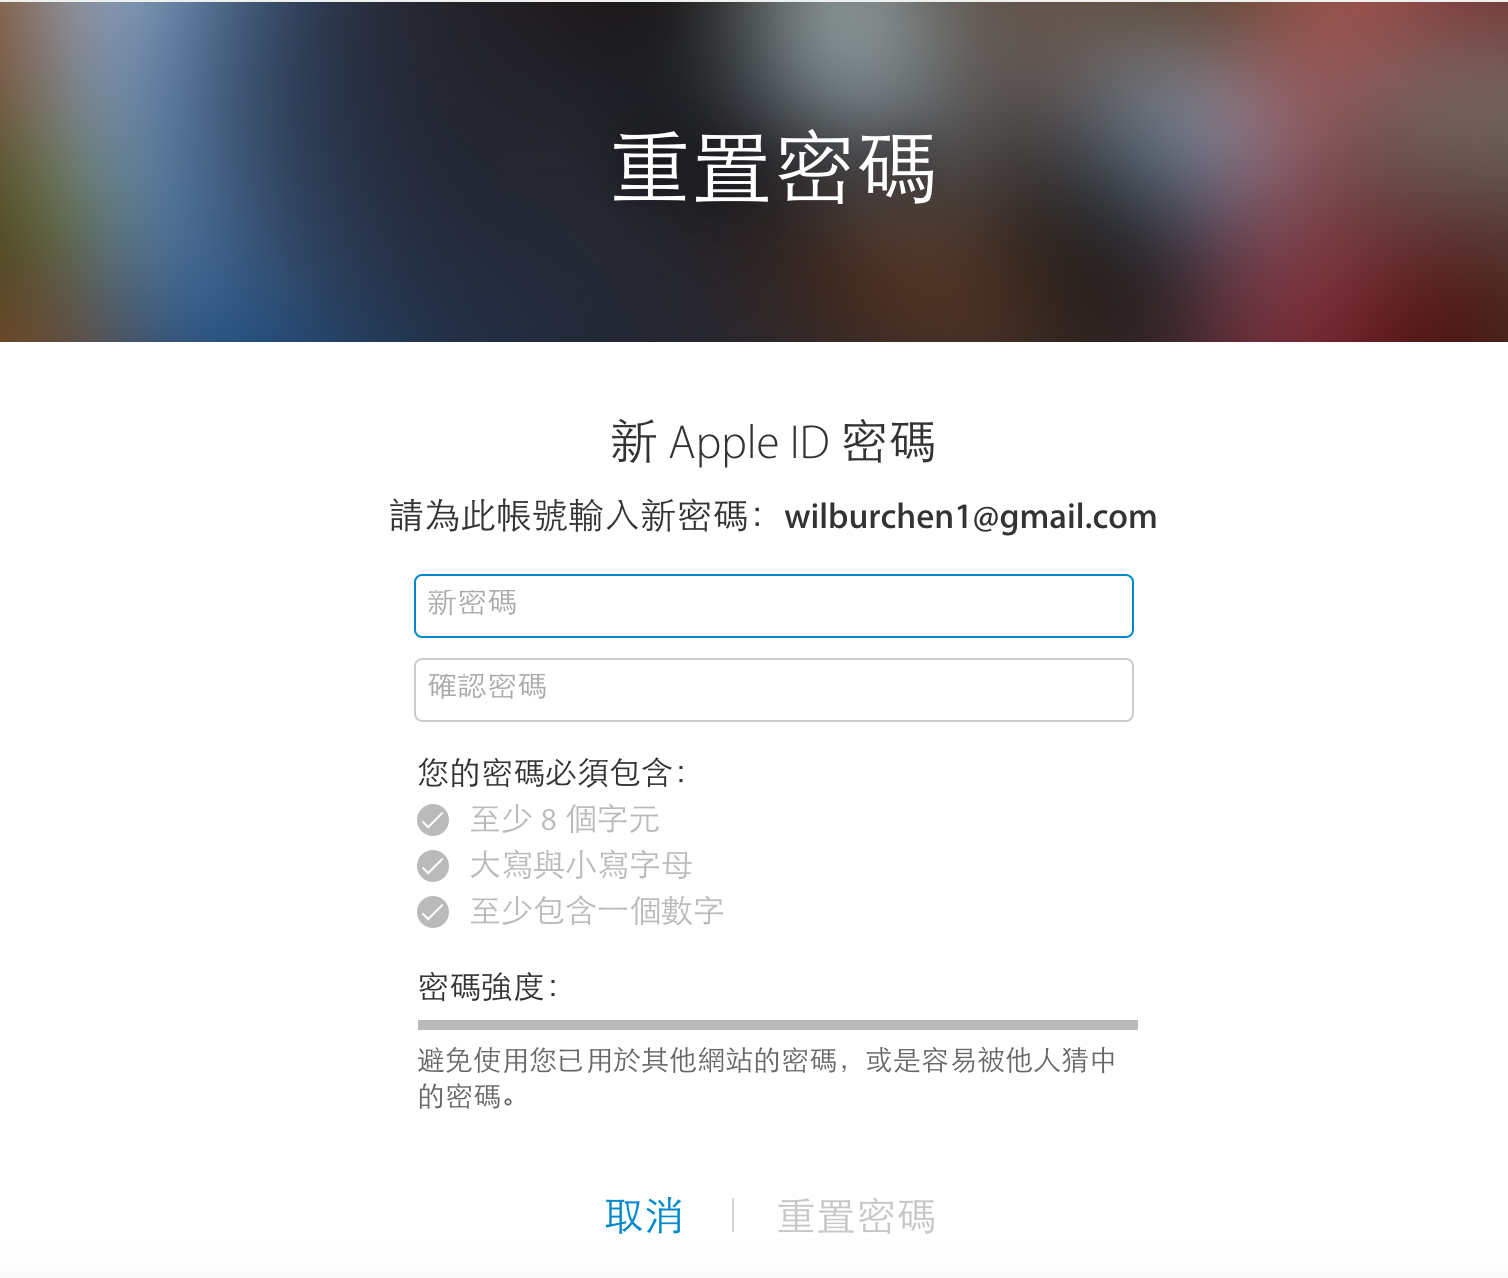 重置密碼
新 Apple ID 密碼
請為此帳號輸入新密碼：wilburchen1@gmail.com
新密碼
確認密碼
您的密碼必須包含：
至少 8 個字元
大寫與小寫字母
至少包含一個數字
密碼強度：
避免使用您已用於其他網站的密碼，或是容易被他人猜中
的密碼。
取消 | 重置密碼